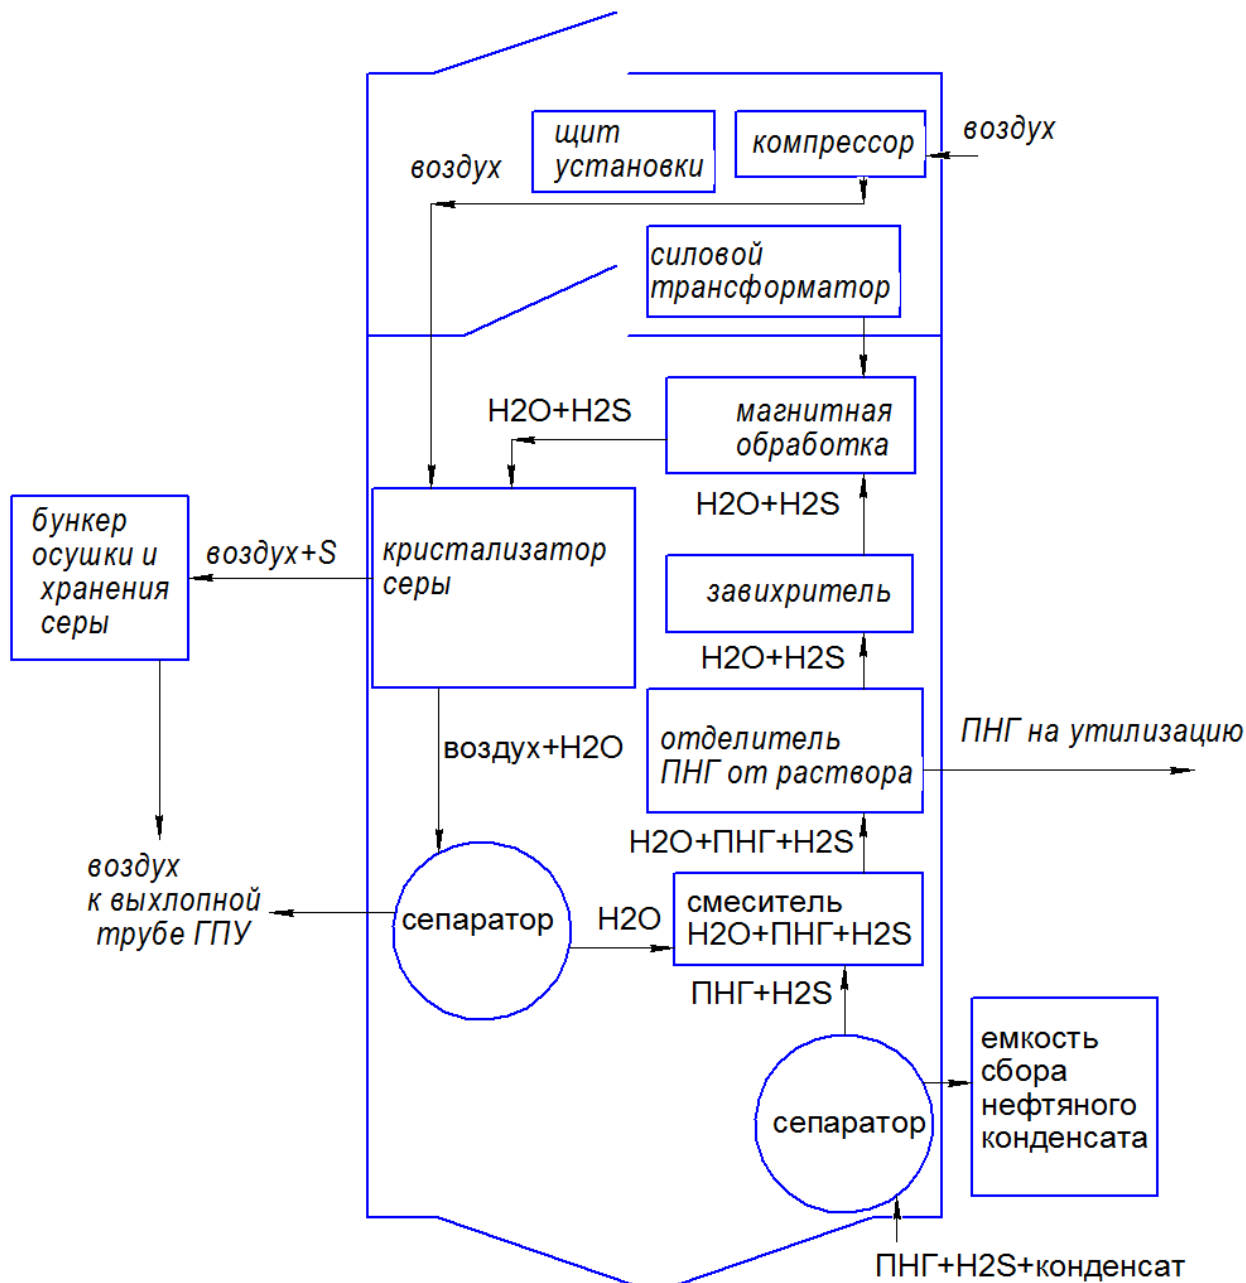 щит
установки
компрессор
воздух
воздух
силовой
трансформатор
H2O+H2S
магнитная
обработка
H2O+H2S
бункер
осушки и
хранения
серы
воздух+S
кристализатор
серы
завихритель
H2O+H2S
отделитель
ПНГ от раствора
ПНГ на утилизацию
воздух+H2O
H2O+ПНГ+H2S
воздух
к выхлопной
трубе ГПУ
сепаратор
H2O
смеситель
H2O+ПНГ+H2S
ПНГ+H2S
сепаратор
емкость
сбора
нефтяного
конденсата
ПНГ+H2S+конденсат